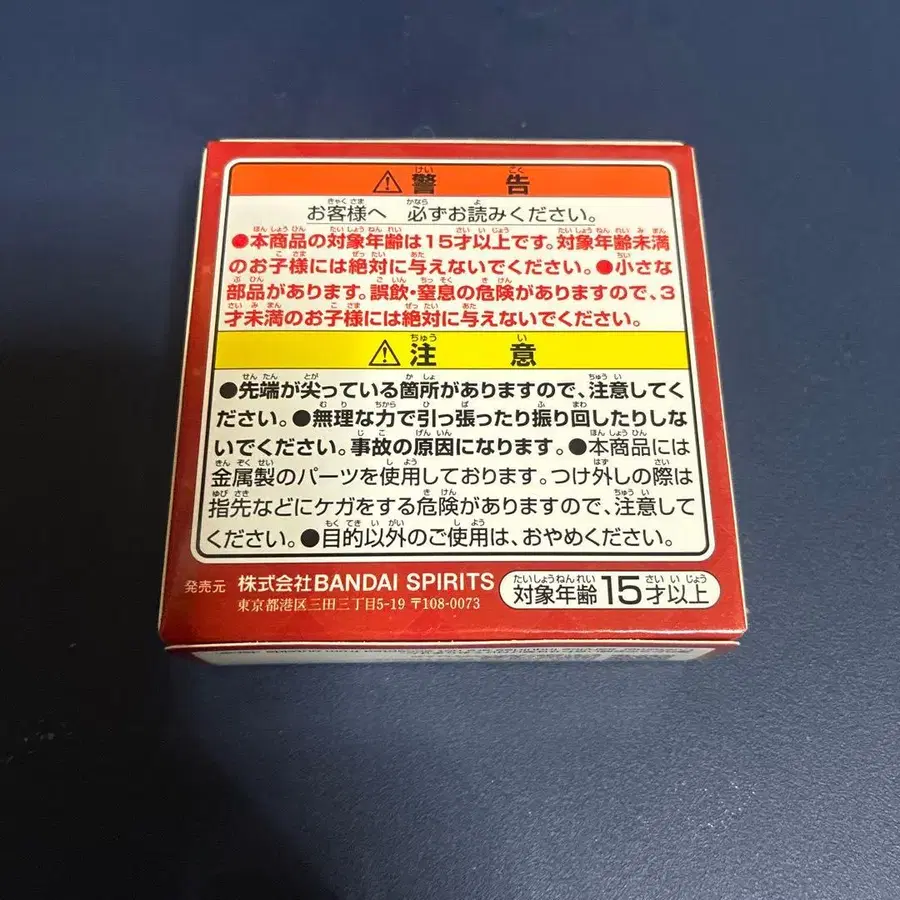 ⚠警告
お客様へ 必ずお読みください。
●本商品の対象年齢は15才以上です。対象年齢未満
のお子様には絶対に与えないでください。●小さな
部品があります。誤飲・窒息の危険がありますので、3
才未満のお子様には絶対に与えないでください。
⚠注意
●先端が尖っている箇所がありますので、注意してく
ださい。●無理な力で引っ張ったり振り回したりしな
いでください。事故の原因になります。●本商品には
金属製のパーツを使用しております。つけ外しの際は
指先などにケガをする危険がありますので、注意して
ください。●目的以外のご使用は、おやめください。
発売元 株式会社BANDAI SPIRITS
東京都港区三田三丁目5-19 〒108-0073
対象年齢 15才以上